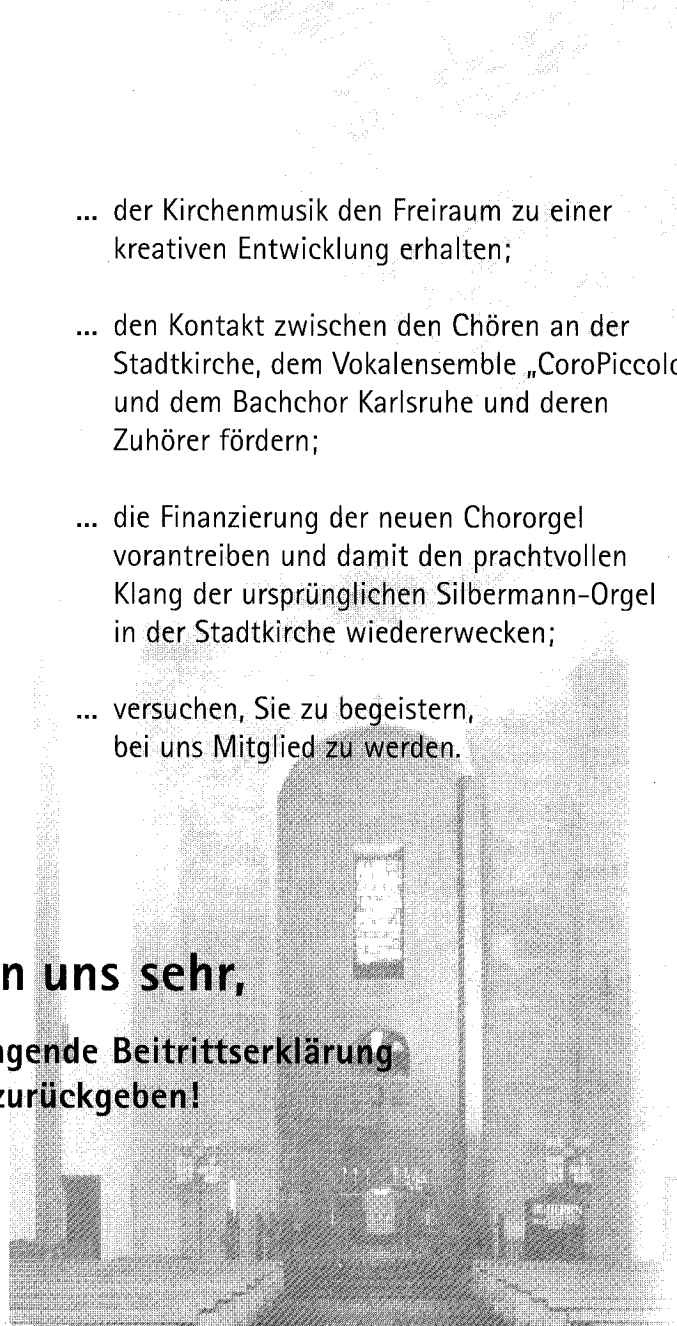 ... der Kirchenmusik den Freiraum zu einer
kreativen Entwicklung erhalten;
... den Kontakt zwischen den Chören an der
Stadtkirche, dem Vokalensemble „CoroPiccolo
und dem Bachchor Karlsruhe und deren
Zuhörer fördern;
... die Finanzierung der neuen Chororgel
vorantreiben und damit den prachtvollen
Klang der ursprünglichen Silbermann-Orgel
in der Stadtkirche wiedererwecken;
... versuchen, Sie zu begeistern,
bei uns Mitglied zu werden.
n uns sehr,
gende Beitrittserklärung
zurückgeben!